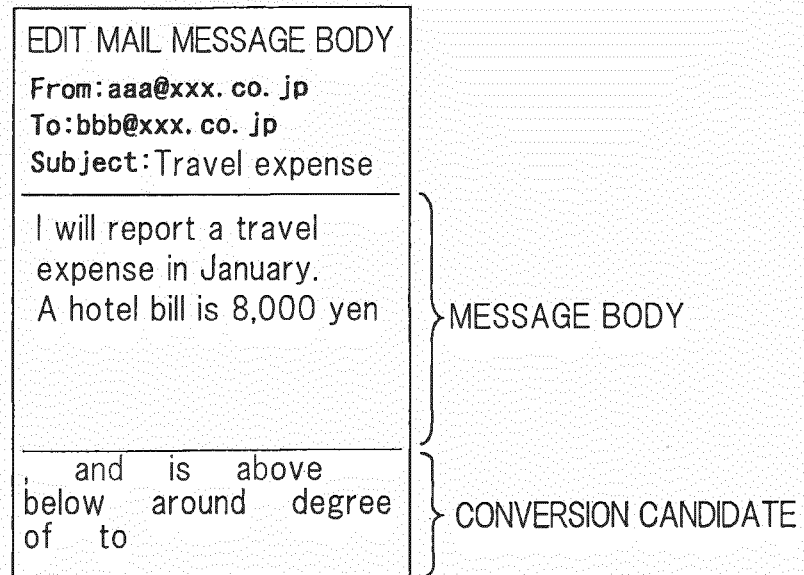 EDIT MAIL MESSAGE BODY
From:aaa@xxx.co.jp
To:bbb@xxx.co.jp
Subject:Travel expense
I will report a travel
expense in January.
A hotel bill is 8,000 yen
MESSAGE BODY
, and is above
below around degree
of to
CONVERSION CANDIDATE